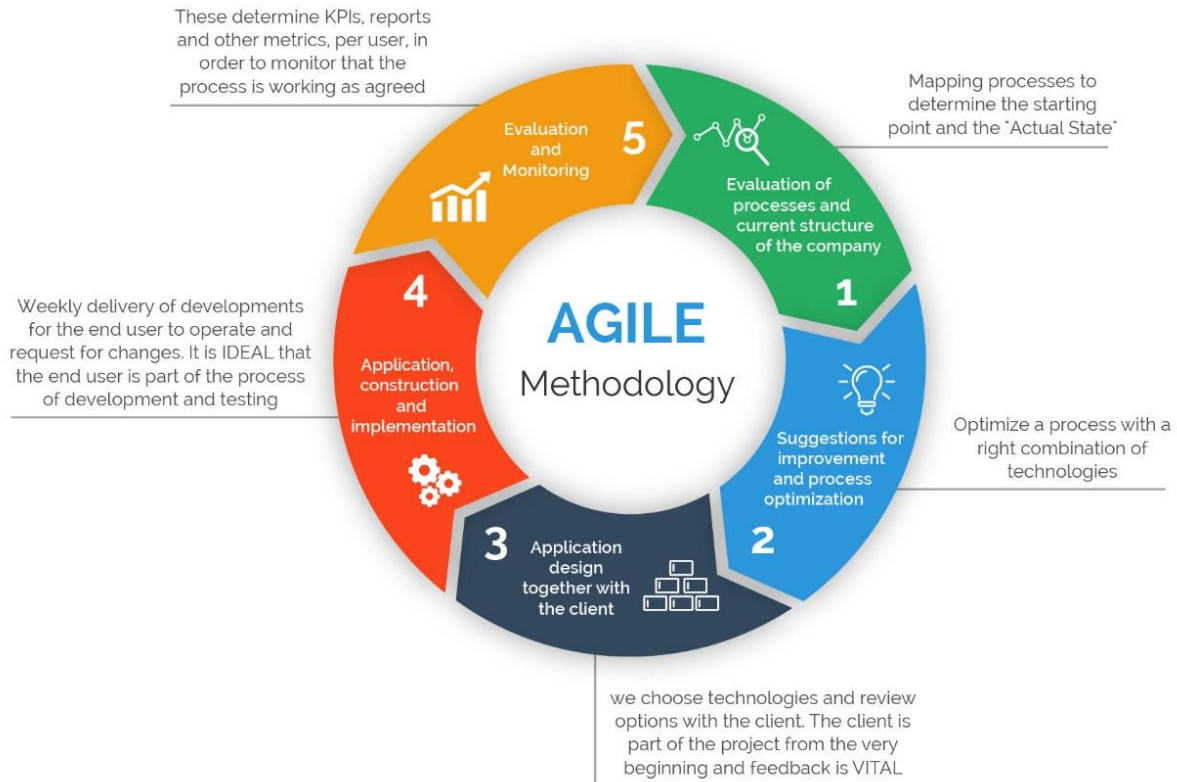 AGILE
Methodology
Mapping processes to
determine the starting
point and the "Actual State"
Evaluation of
processes and
current structure
of the company
1
Optimize a process with a
right combination of
technologies
Suggestions for
improvement
and process
optimization
2
we choose technologies and review
options with the client. The client is
part of the project from the very
beginning and feedback is VITAL
3
Application
design
together with
the client
Weekly delivery of developments
for the end user to operate and
request for changes. It is IDEAL that
the end user is part of the process
of development and testing
4
Application,
construction
and
implementation
These determine KPIs, reports
and other metrics, per user, in
order to monitor that the
process is working as agreed
5
Evaluation
and
Monitoring